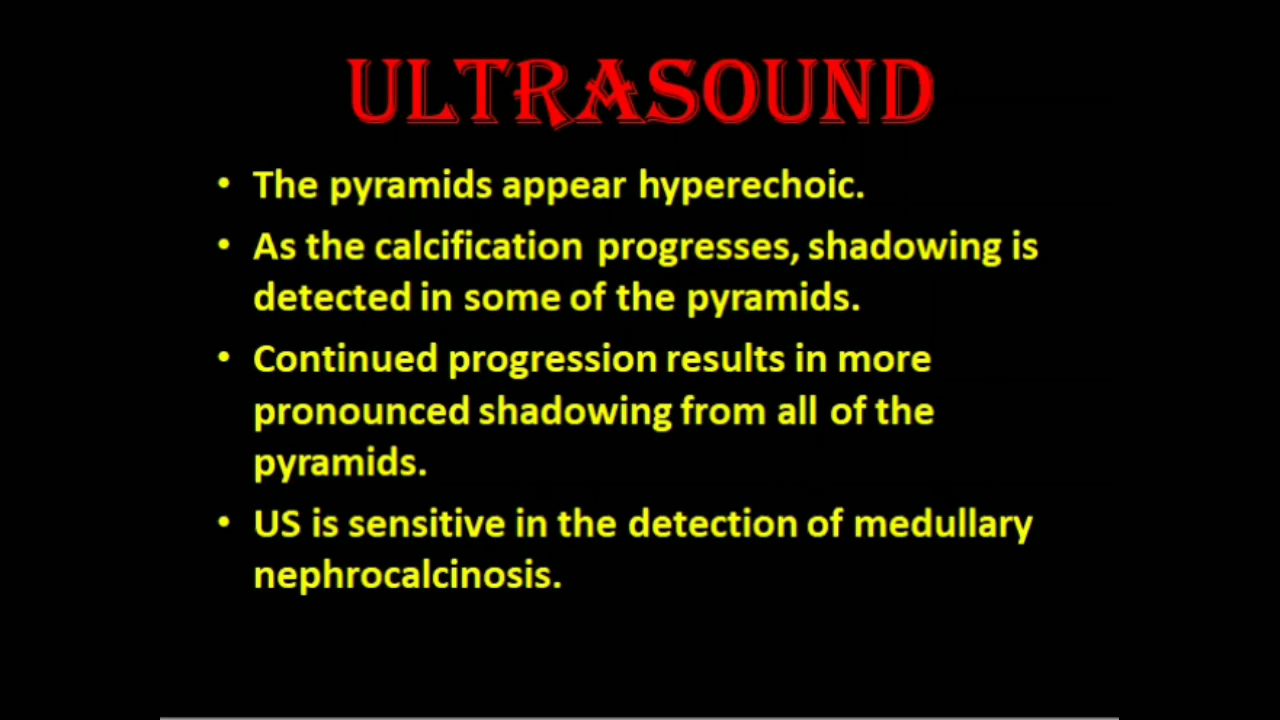 ULTRASOUND
• The pyramids appear hyperechoic.
• As the calcification progresses, shadowing is
detected in some of the pyramids.
• Continued progression results in more
pronounced shadowing from all of the
pyramids.
• US is sensitive in the detection of medullary
nephrocalcinosis.